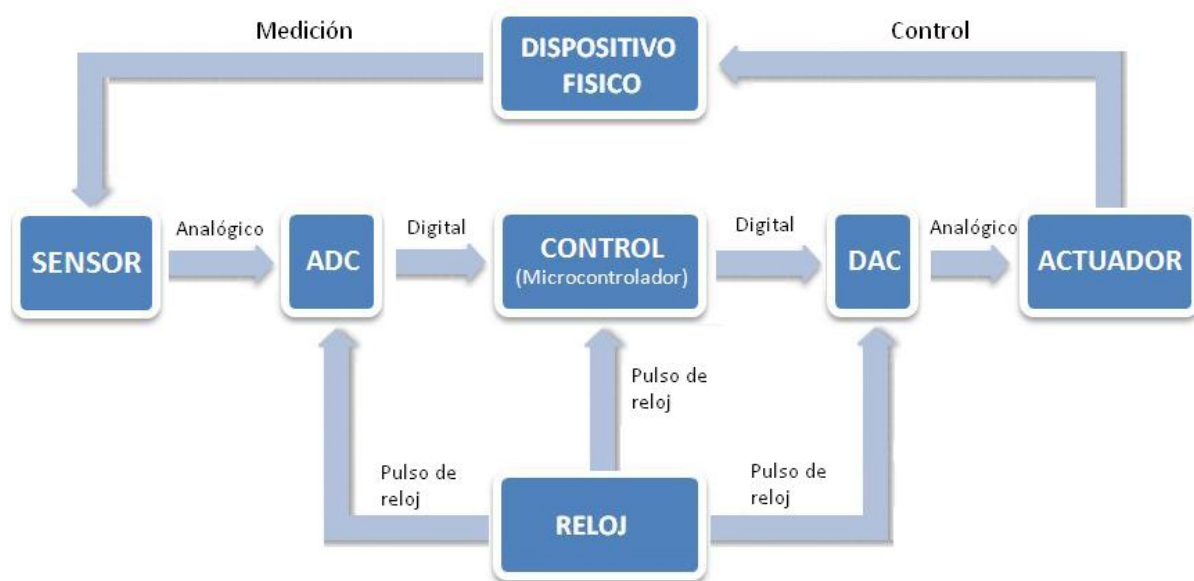 Medición
DISPOSITIVO
FISICO
Control
SENSOR
Analógico
ADC
Digital
CONTROL
(Microcontrolador)
Digital
DAC
Analógico
ACTUADOR
Pulso de
reloj
Pulso de
reloj
RELOJ
Pulso de
reloj